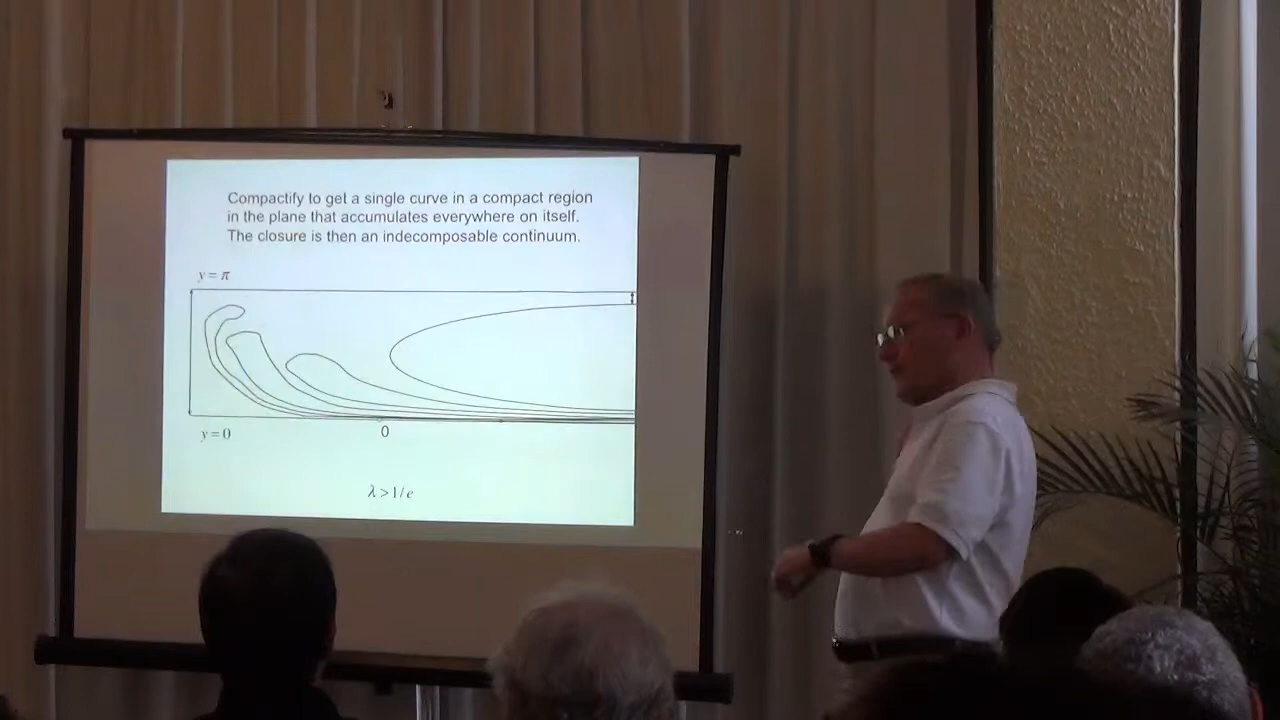 Compactify to get a single curve in a compact region
in the plane that accumulates everywhere on itself.
The closure is then an indecomposable continuum.
y = π
y = 0
0
λ > 1/e